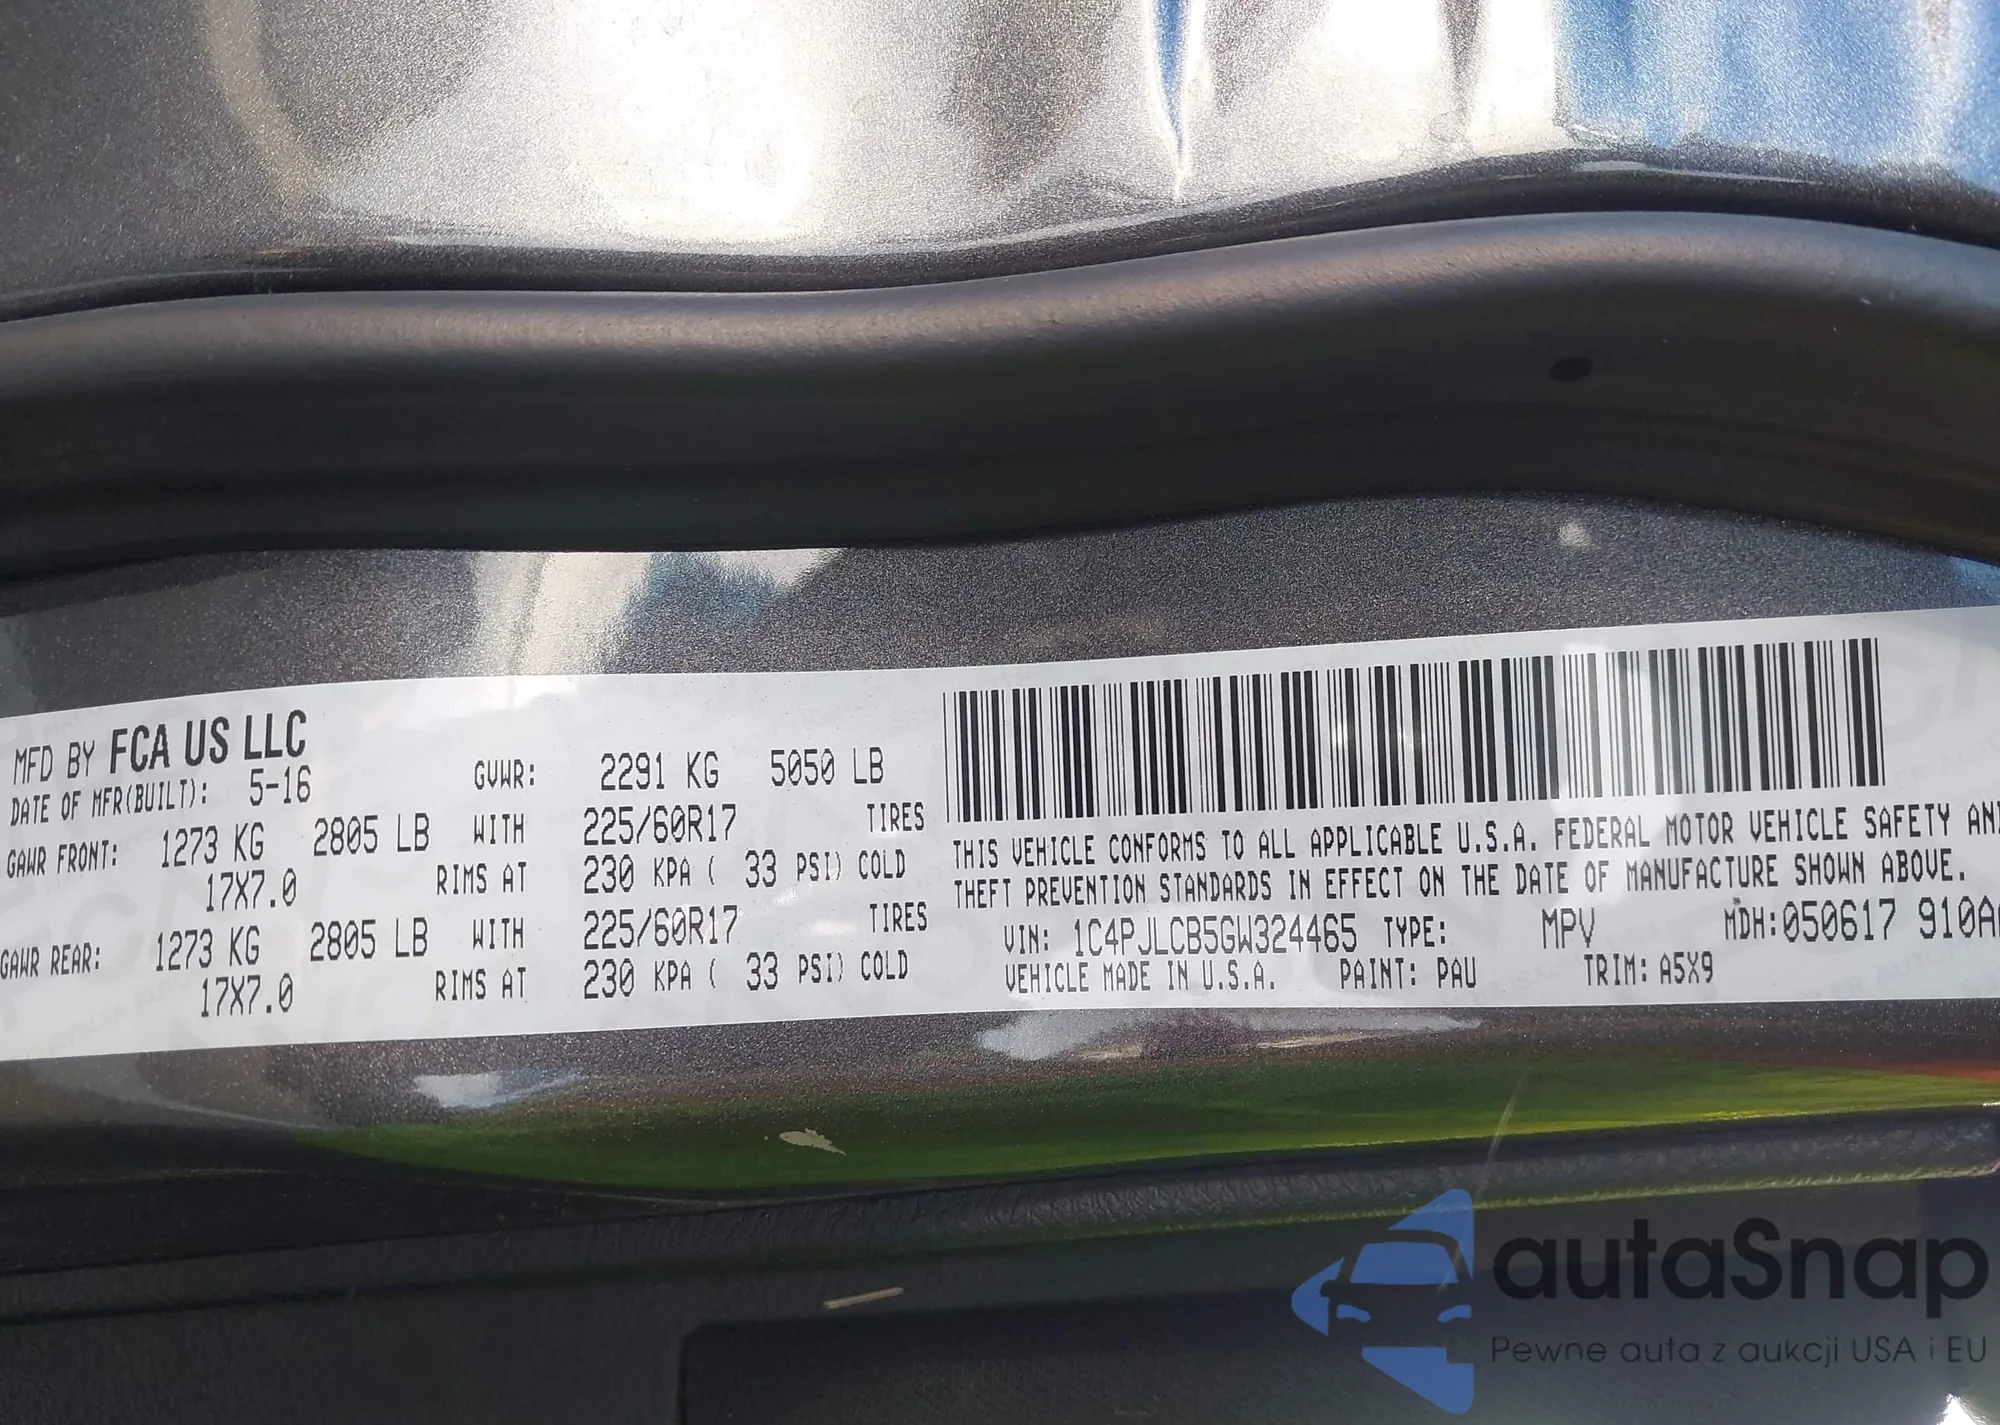 MFD BY FCA US LLC
DATE OF MFR(BUILT): 5-16 GVWR: 2291 KG 5050 LB
GAWR FRONT: 1273 KG 2805 LB WITH 225/60R17 TIRES
17X7.0 RIMS AT 230 KPA ( 33 PSI) COLD
GAWR REAR: 1273 KG 2805 LB WITH 225/60R17 TIRES
17X7.0 RIMS AT 230 KPA ( 33 PSI) COLD
THIS VEHICLE CONFORMS TO ALL APPLICABLE U.S.A. FEDERAL MOTOR VEHICLE SAFETY AND
THEFT PREVENTION STANDARDS IN EFFECT ON THE DATE OF MANUFACTURE SHOWN ABOVE.
VIN: 1C4PJLCB5GW324465 TYPE: MPV MDH:050617 910A
VEHICLE MADE IN U.S.A. PAINT: PAU TRIM: A5X9
autaSnap
Pewne auta z aukcji USA i EU